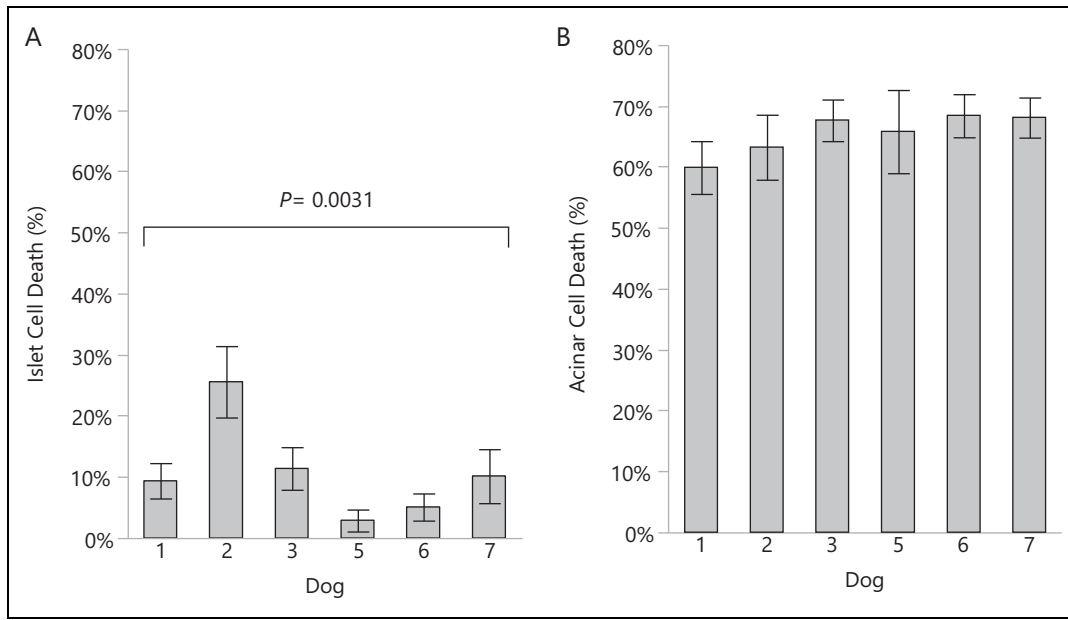 A
80%
70%
60%
50%
40%
30%
20%
10%
0%
Islet Cell Death (%)
P= 0.0031
1 2 3 5 6 7
Dog
B
80%
70%
60%
50%
40%
30%
20%
10%
0%
Acinar Cell Death (%)
1 2 3 5 6 7
Dog